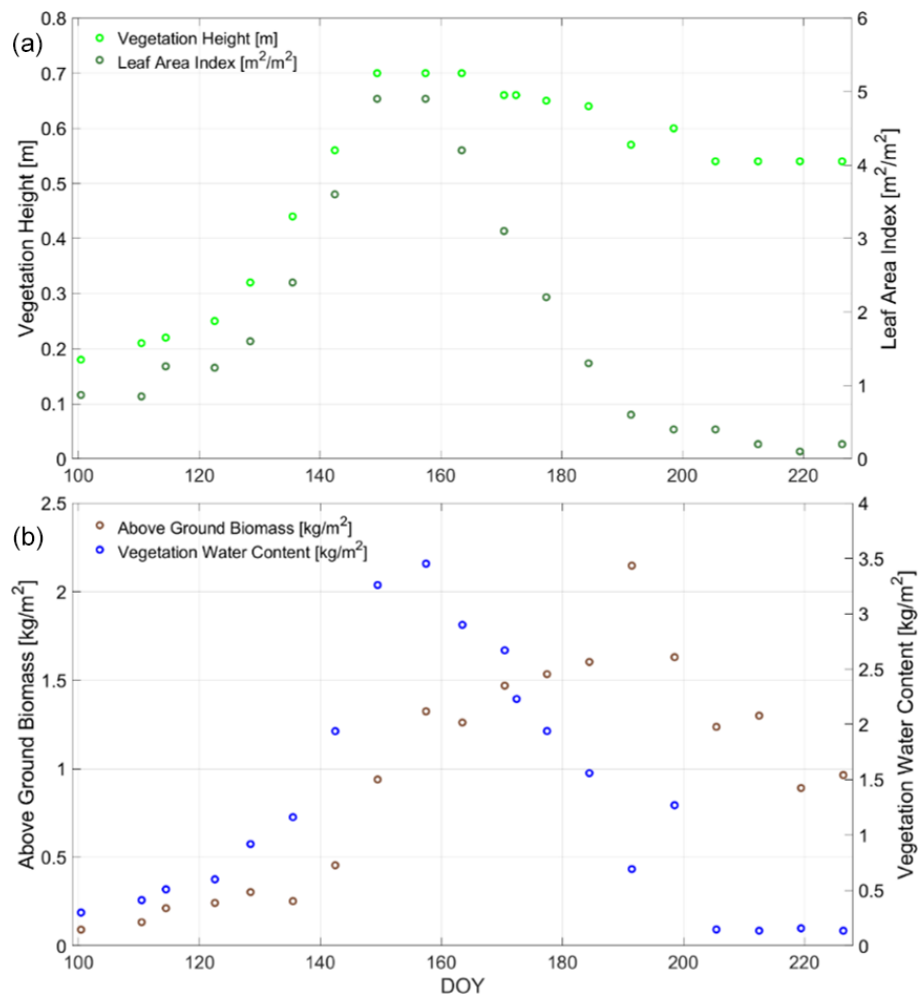 (a)
Vegetation Height [m]
Leaf Area Index [m²/m²]
Vegetation Height [m]
0.8
0.7
0.6
0.5
0.4
0.3
0.2
0.1
0
6
5
4
3
2
1
0
Leaf Area Index [m²/m²]
100 120 140 160 180 200 220
(b)
Above Ground Biomass [kg/m²]
Vegetation Water Content [kg/m²]
Above Ground Biomass [kg/m²]
2.5
2
1.5
1
0.5
0
4
3.5
3
2.5
2
1.5
1
0.5
0
Vegetation Water Content [kg/m²]
100 120 140 160 180 200 220
DOY